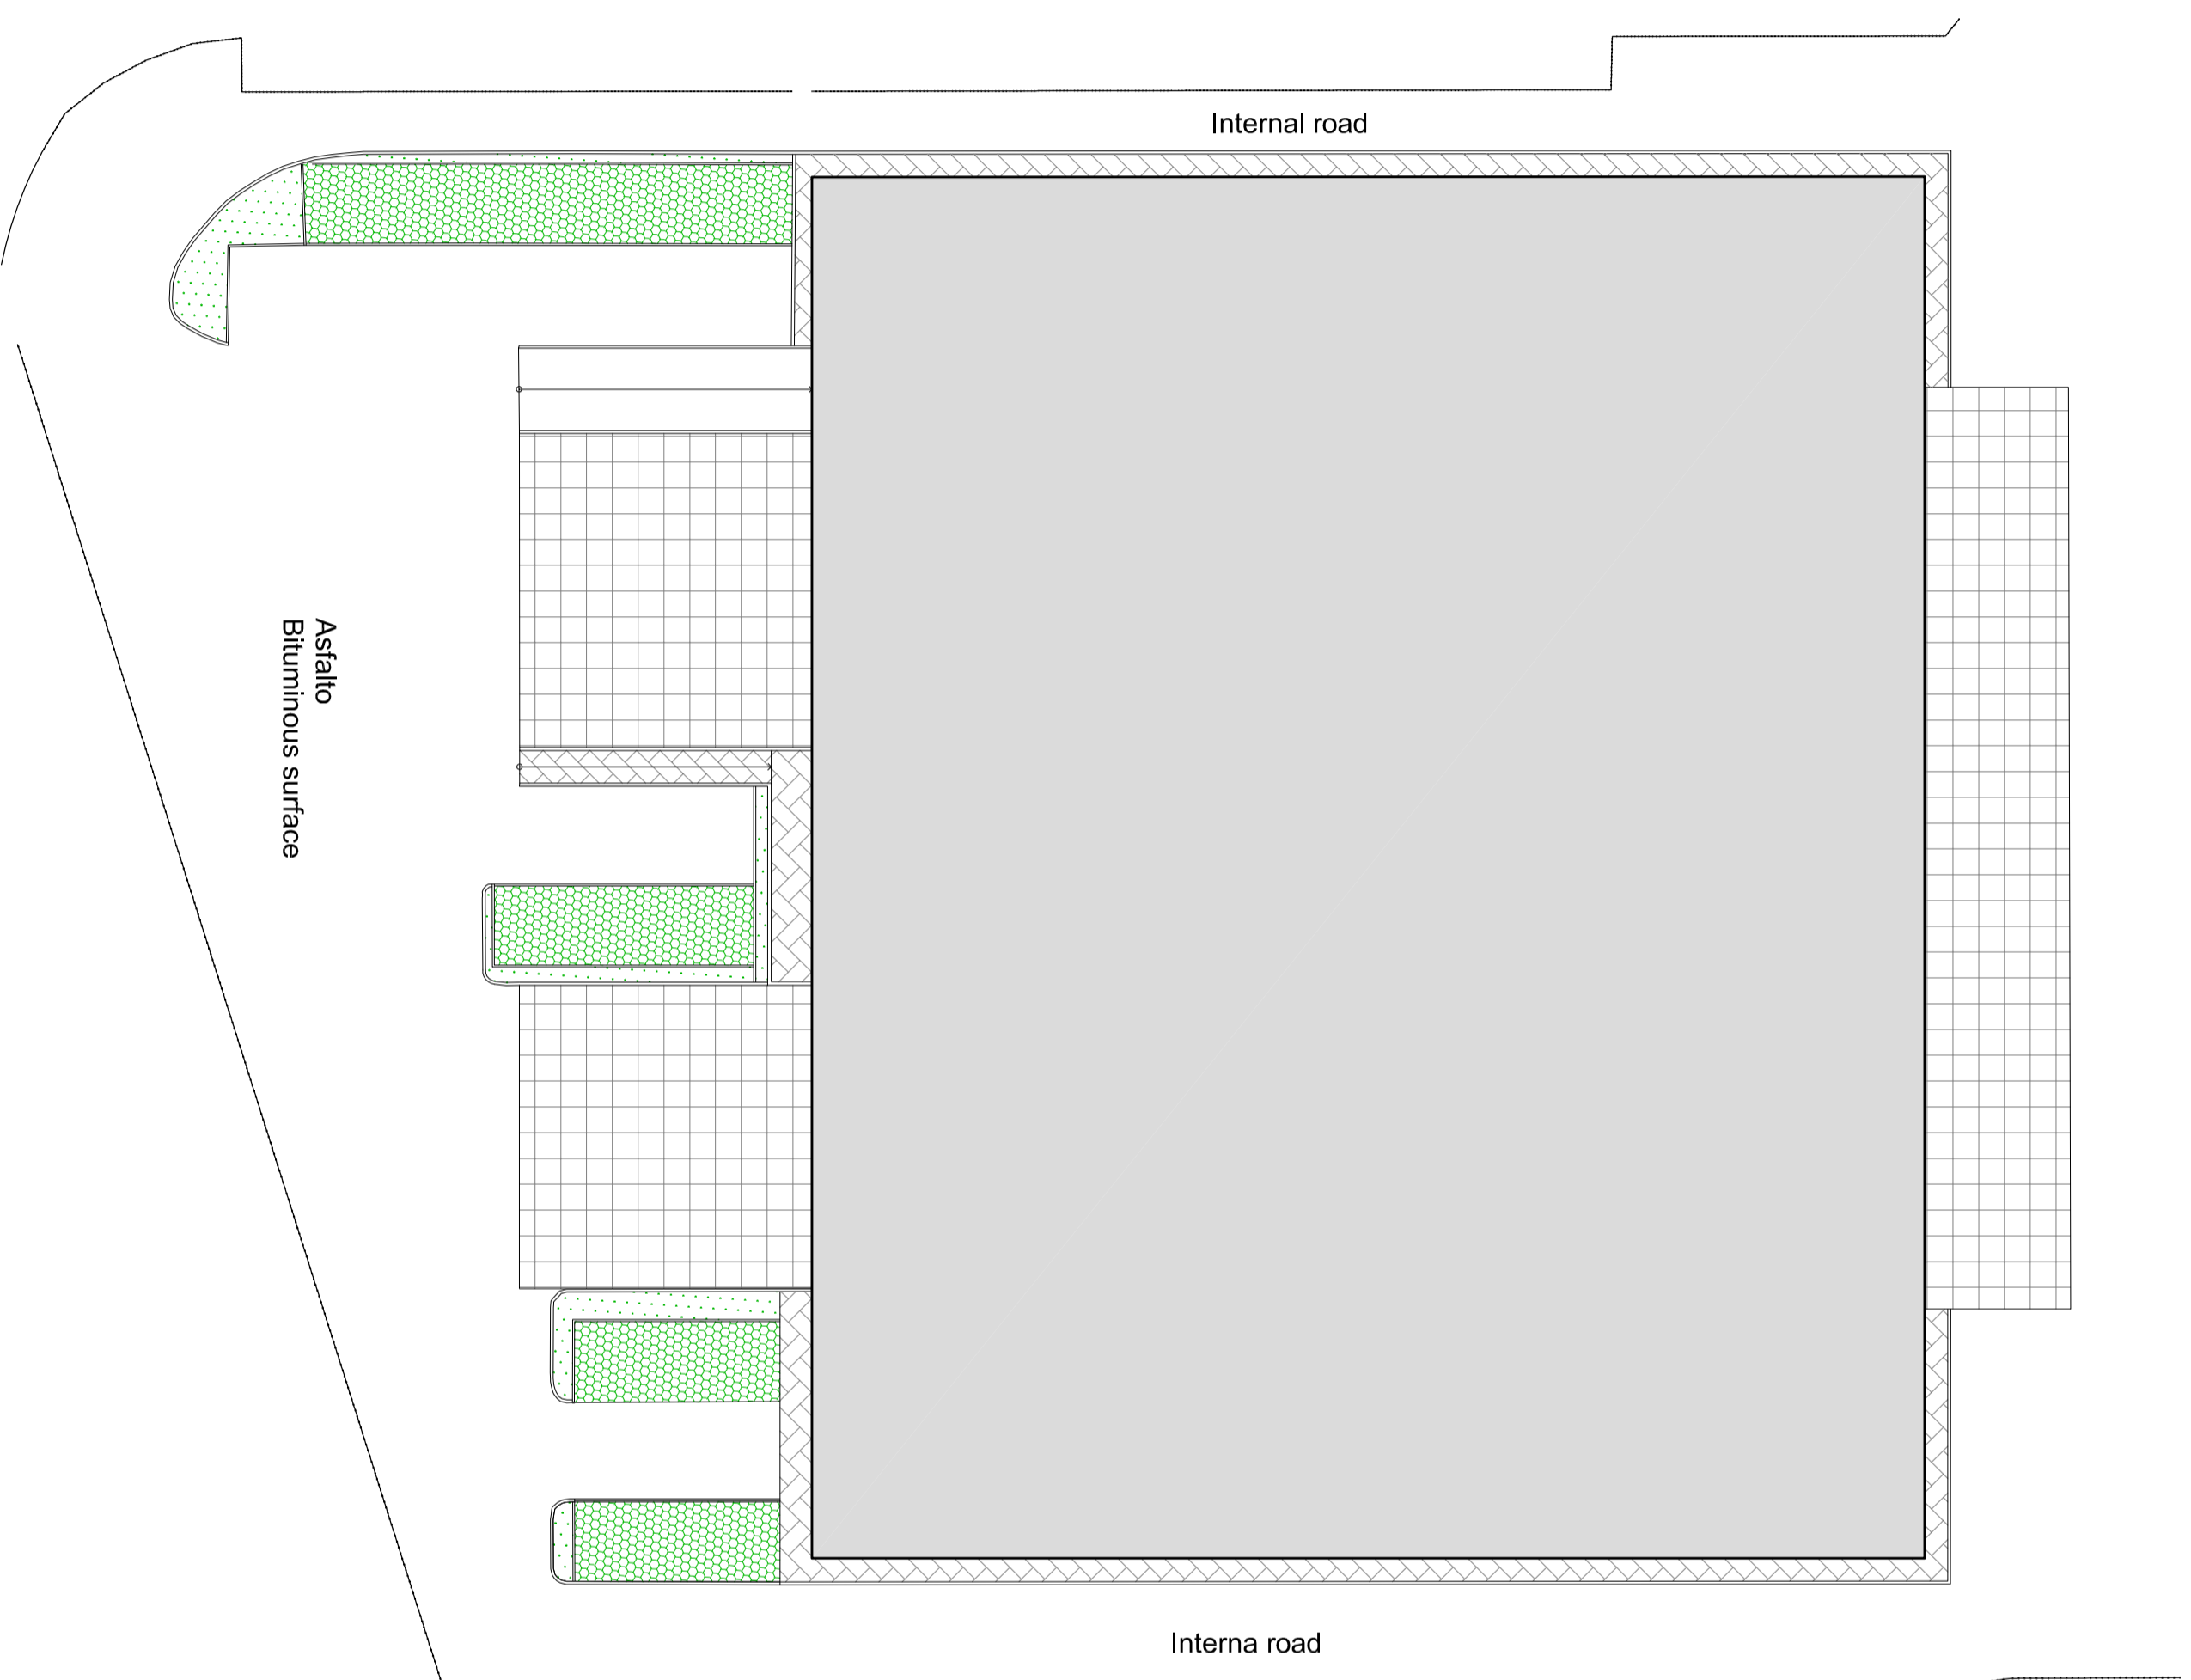 Internal road
Asfalto
Bituminous surface
Interna road